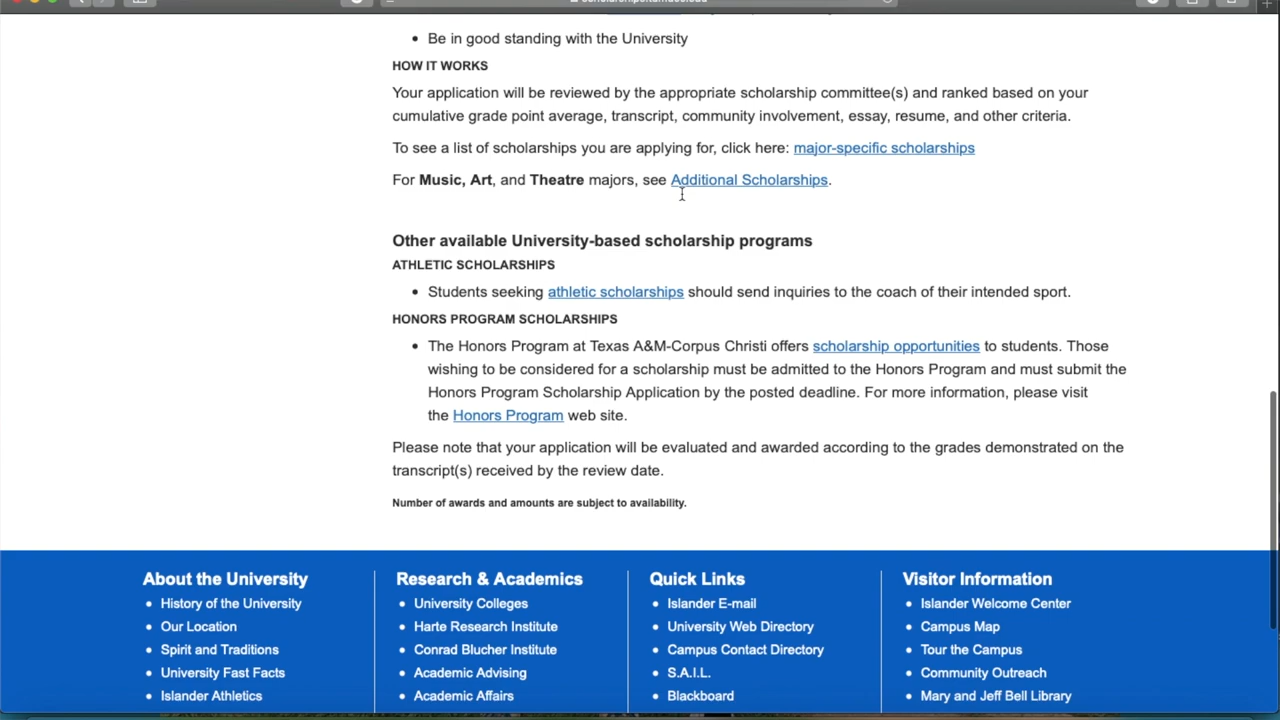 Be in good standing with the University
HOW IT WORKS
Your application will be reviewed by the appropriate scholarship committee(s) and ranked based on your
cumulative grade point average, transcript, community involvement, essay, resume, and other criteria.
To see a list of scholarships you are applying for, click here: major-specific scholarships
For Music, Art, and Theatre majors, see Additional Scholarships.
Other available University-based scholarship programs
ATHLETIC SCHOLARSHIPS
Students seeking athletic scholarships should send inquiries to the coach of their intended sport.
HONORS PROGRAM SCHOLARSHIPS
The Honors Program at Texas A&M-Corpus Christi offers scholarship opportunities to students. Those
wishing to be considered for a scholarship must be admitted to the Honors Program and must submit the
Honors Program Scholarship Application by the posted deadline. For more information, please visit
the Honors Program web site.
Please note that your application will be evaluated and awarded according to the grades demonstrated on the
transcript(s) received by the review date.
Number of awards and amounts are subject to availability.
About the University
History of the University
Our Location
Spirit and Traditions
University Fast Facts
Islander Athletics
Research & Academics
University Colleges
Harte Research Institute
Conrad Blucher Institute
Academic Advising
Academic Affairs
Quick Links
Islander E-mail
University Web Directory
Campus Contact Directory
S.A.I.L.
Blackboard
Visitor Information
Islander Welcome Center
Campus Map
Tour the Campus
Community Outreach
Mary and Jeff Bell Library